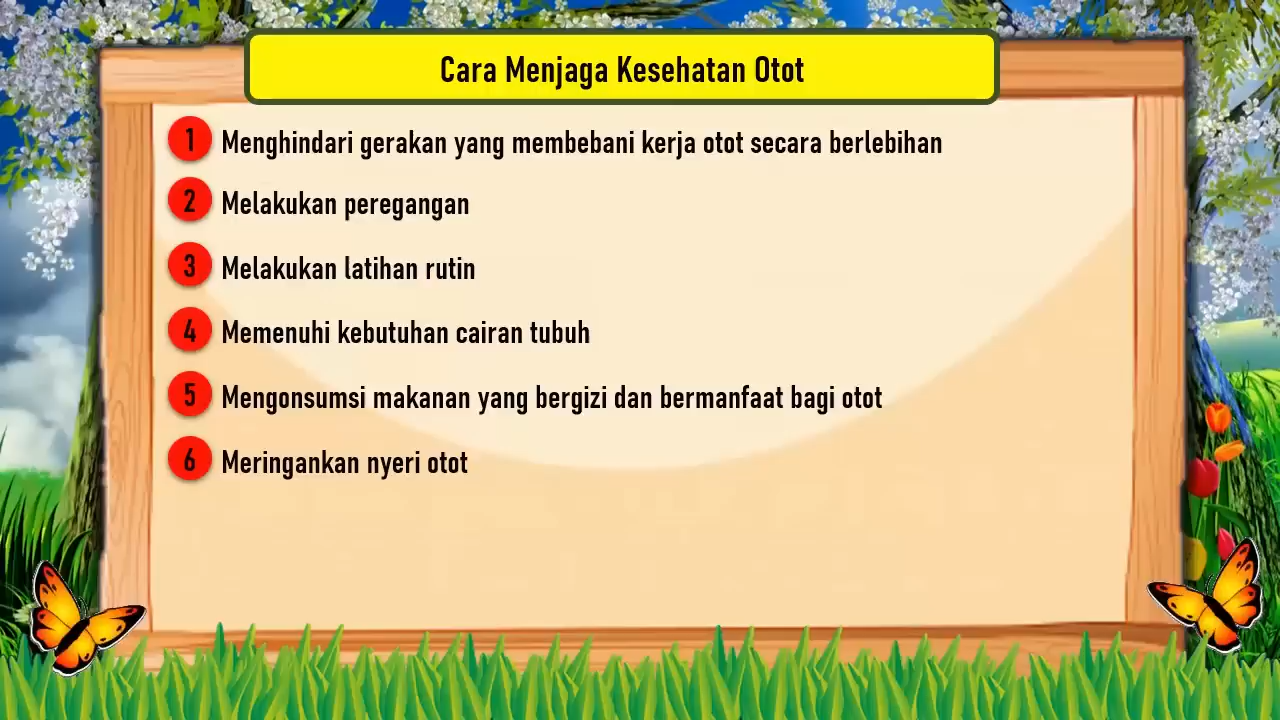 Cara Menjaga Kesehatan Otot
1 Menghindari gerakan yang membebani kerja otot secara berlebihan
2 Melakukan peregangan
3 Melakukan latihan rutin
4 Memenuhi kebutuhan cairan tubuh
5 Mengonsumsi makanan yang bergizi dan bermanfaat bagi otot
6 Meringankan nyeri otot